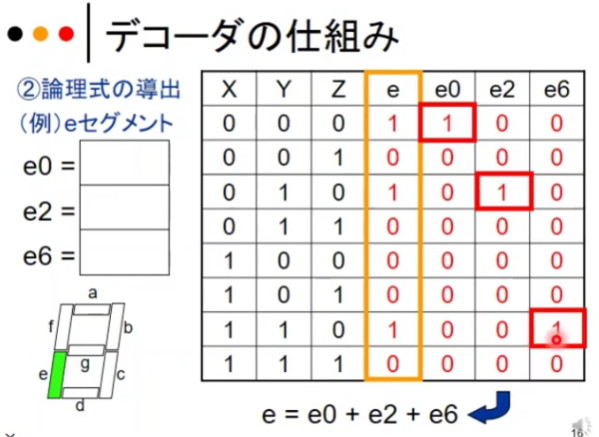 デコーダの仕組み
②論理式の導出
(例)eセグメント
e0 =
e2 =
e6 =
a
f
b
g
e
c
d
X Y Z e e0 e2 e6
0 0 0 1 1 0 0
0 0 1 0 0 0 0
0 1 0 1 0 1 0
0 1 1 0 0 0 0
1 0 0 0 0 0 0
1 0 1 0 0 0 0
1 1 0 1 0 0 1
1 1 1 0 0 0 0
e = e0 + e2 + e6
16